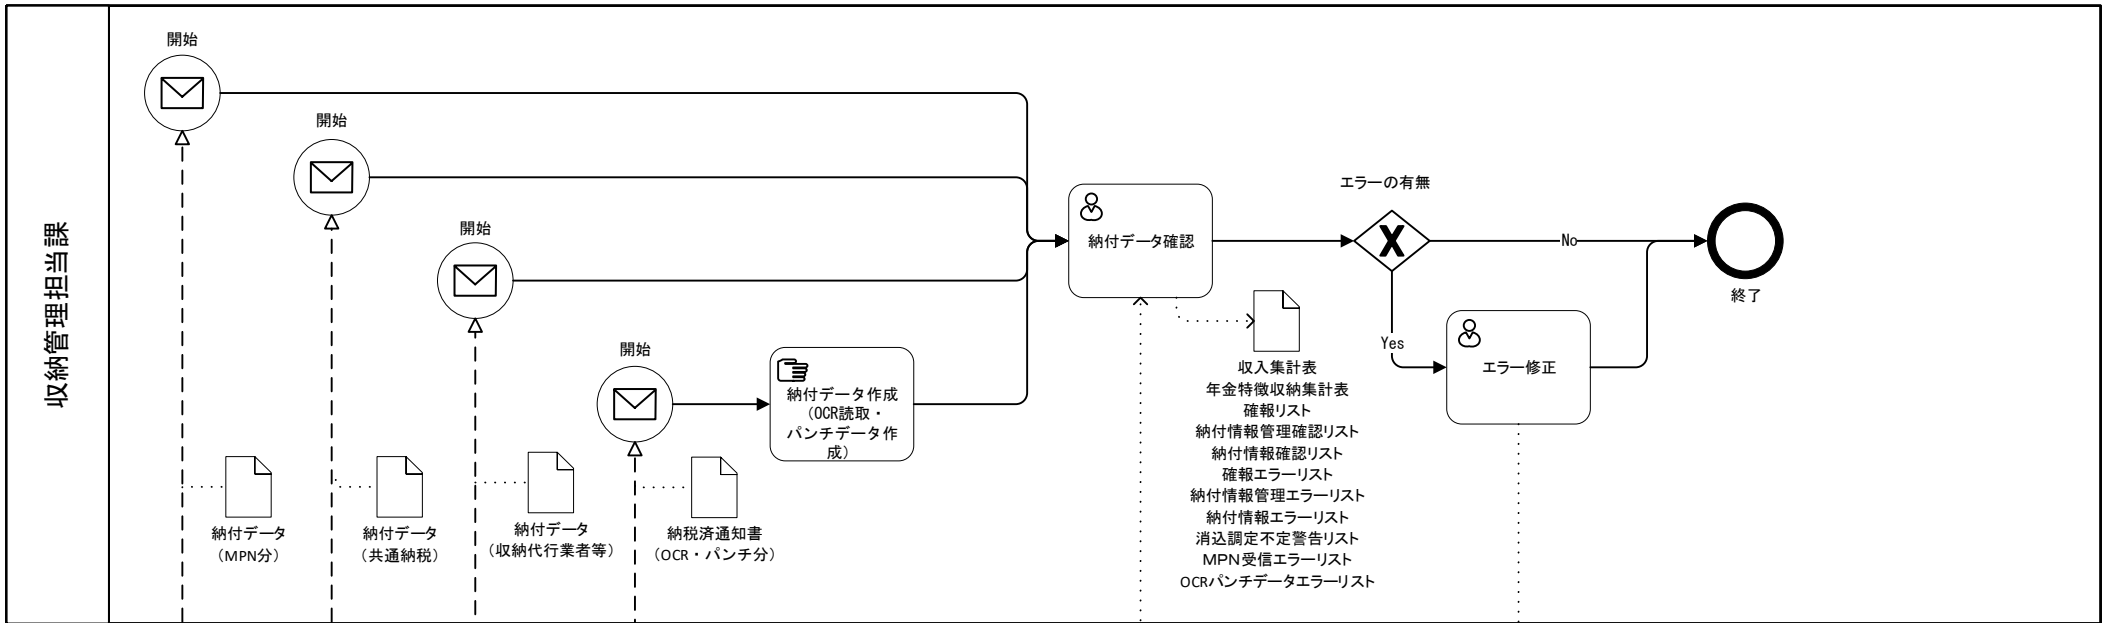 収納管理担当課
開始
開始
開始
開始
納付データ
(MPN分)
納付データ
(共通納税)
納付データ
(収納代行業者等)
納税済通知書
(OCR・パンチ分)
納付データ作成
(OCR読取・
パンチデータ作
成)
納付データ確認
収入集計表
年金特徴収納集計表
確報リスト
納付情報管理確認リスト
納付情報確認リスト
確報エラーリスト
納付情報管理エラーリスト
納付情報エラーリスト
消込調定不定警告リスト
MPN受信エラーリスト
OCRパンチデータエラーリスト
エラーの有無
No
Yes
エラー修正
終了